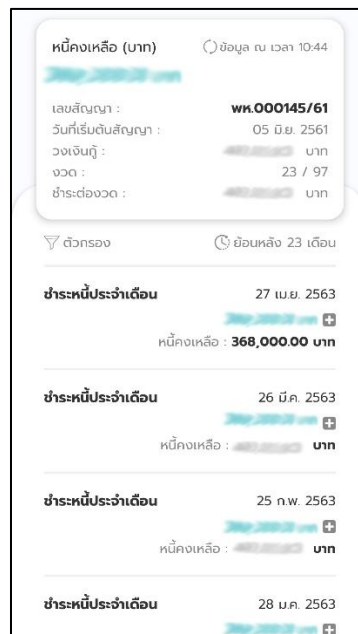 หนี้คงเหลือ (บาท) ข้อมูล ณ เวลา 10:44
เลขสัญญา : พห.000145/61
วันที่เริ่มต้นสัญญา : 05 มิ.ย. 2561
วงเงินกู้ : บาท
งวด : 23 / 97
ชำระต่องวด : บาท
ตัวกรอง ย้อนหลัง 23 เดือน
ชำระหนี้ประจำเดือน 27 เม.ย. 2563
หนี้คงเหลือ : 368,000.00 บาท
ชำระหนี้ประจำเดือน 26 มี.ค. 2563
หนี้คงเหลือ : บาท
ชำระหนี้ประจำเดือน 25 ก.พ. 2563
หนี้คงเหลือ : บาท
ชำระหนี้ประจำเดือน 28 ม.ค. 2563